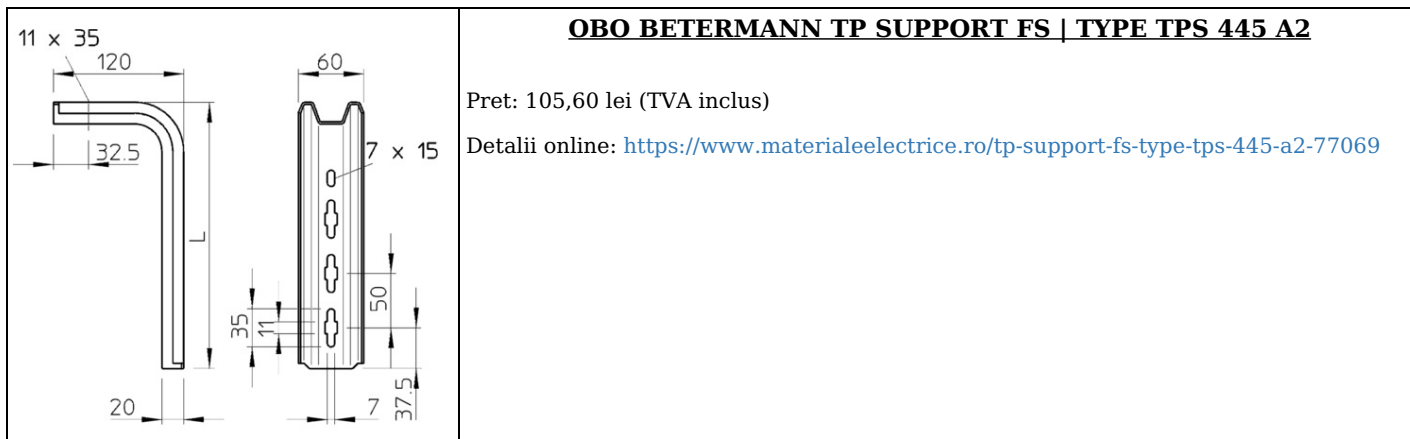 11 x 35
120
32.5
L
20
60
7 x 15
50
35
11
7
37.5
OBO BETERMANN TP SUPPORT FS | TYPE TPS 445 A2
Pret: 105,60 lei (TVA inclus)
Detalii online: https://www.materialeelectrice.ro/tp-support-fs-type-tps-445-a2-77069